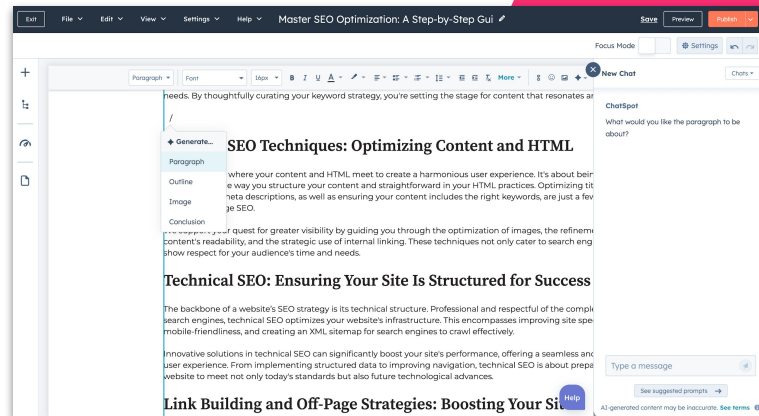 Exit File Edit View Settings Help Master SEO Optimization: A Step-by-Step Gui Save Preview Publish
Focus Mode Settings
Paragraph Font 16px B I U A More
New Chat Chats
needs. By thoughtfully curating your keyword strategy, you're setting the stage for content that resonates
ChatSpot
What would you like the paragraph to be
about?
/
Generate...
Paragraph
Outline
Image
Conclusion
SEO Techniques: Optimizing Content and HTML
where your content and HTML meet to create a harmonious user experience. It's about
way you structure your content and straightforward in your HTML practices. Optimizing
meta descriptions, as well as ensuring your content includes the right keywords, are just a few
SEO.
We support your quest for greater visibility by guiding you through the optimization of images, the
content's readability, and the strategic use of internal linking. These techniques not only cater to search
show respect for your audience's time and needs.
Technical SEO: Ensuring Your Site Is Structured for Success
The backbone of a website's SEO strategy is its technical structure. Professional and respectful of the
search engines, technical SEO optimizes your website's infrastructure. This encompasses improving site
mobile-friendliness, and creating an XML sitemap for search engines to crawl effectively.
Innovative solutions in technical SEO can significantly boost your site's performance, offering a seamless
user experience. From implementing structured data to improving navigation, technical SEO is about
website to meet not only today's standards but also future technological advances.
Link Building and Off-Page Strategies: Boosting Your
Help
Type a message
See suggested prompts
AI-generated content may be inaccurate. See terms